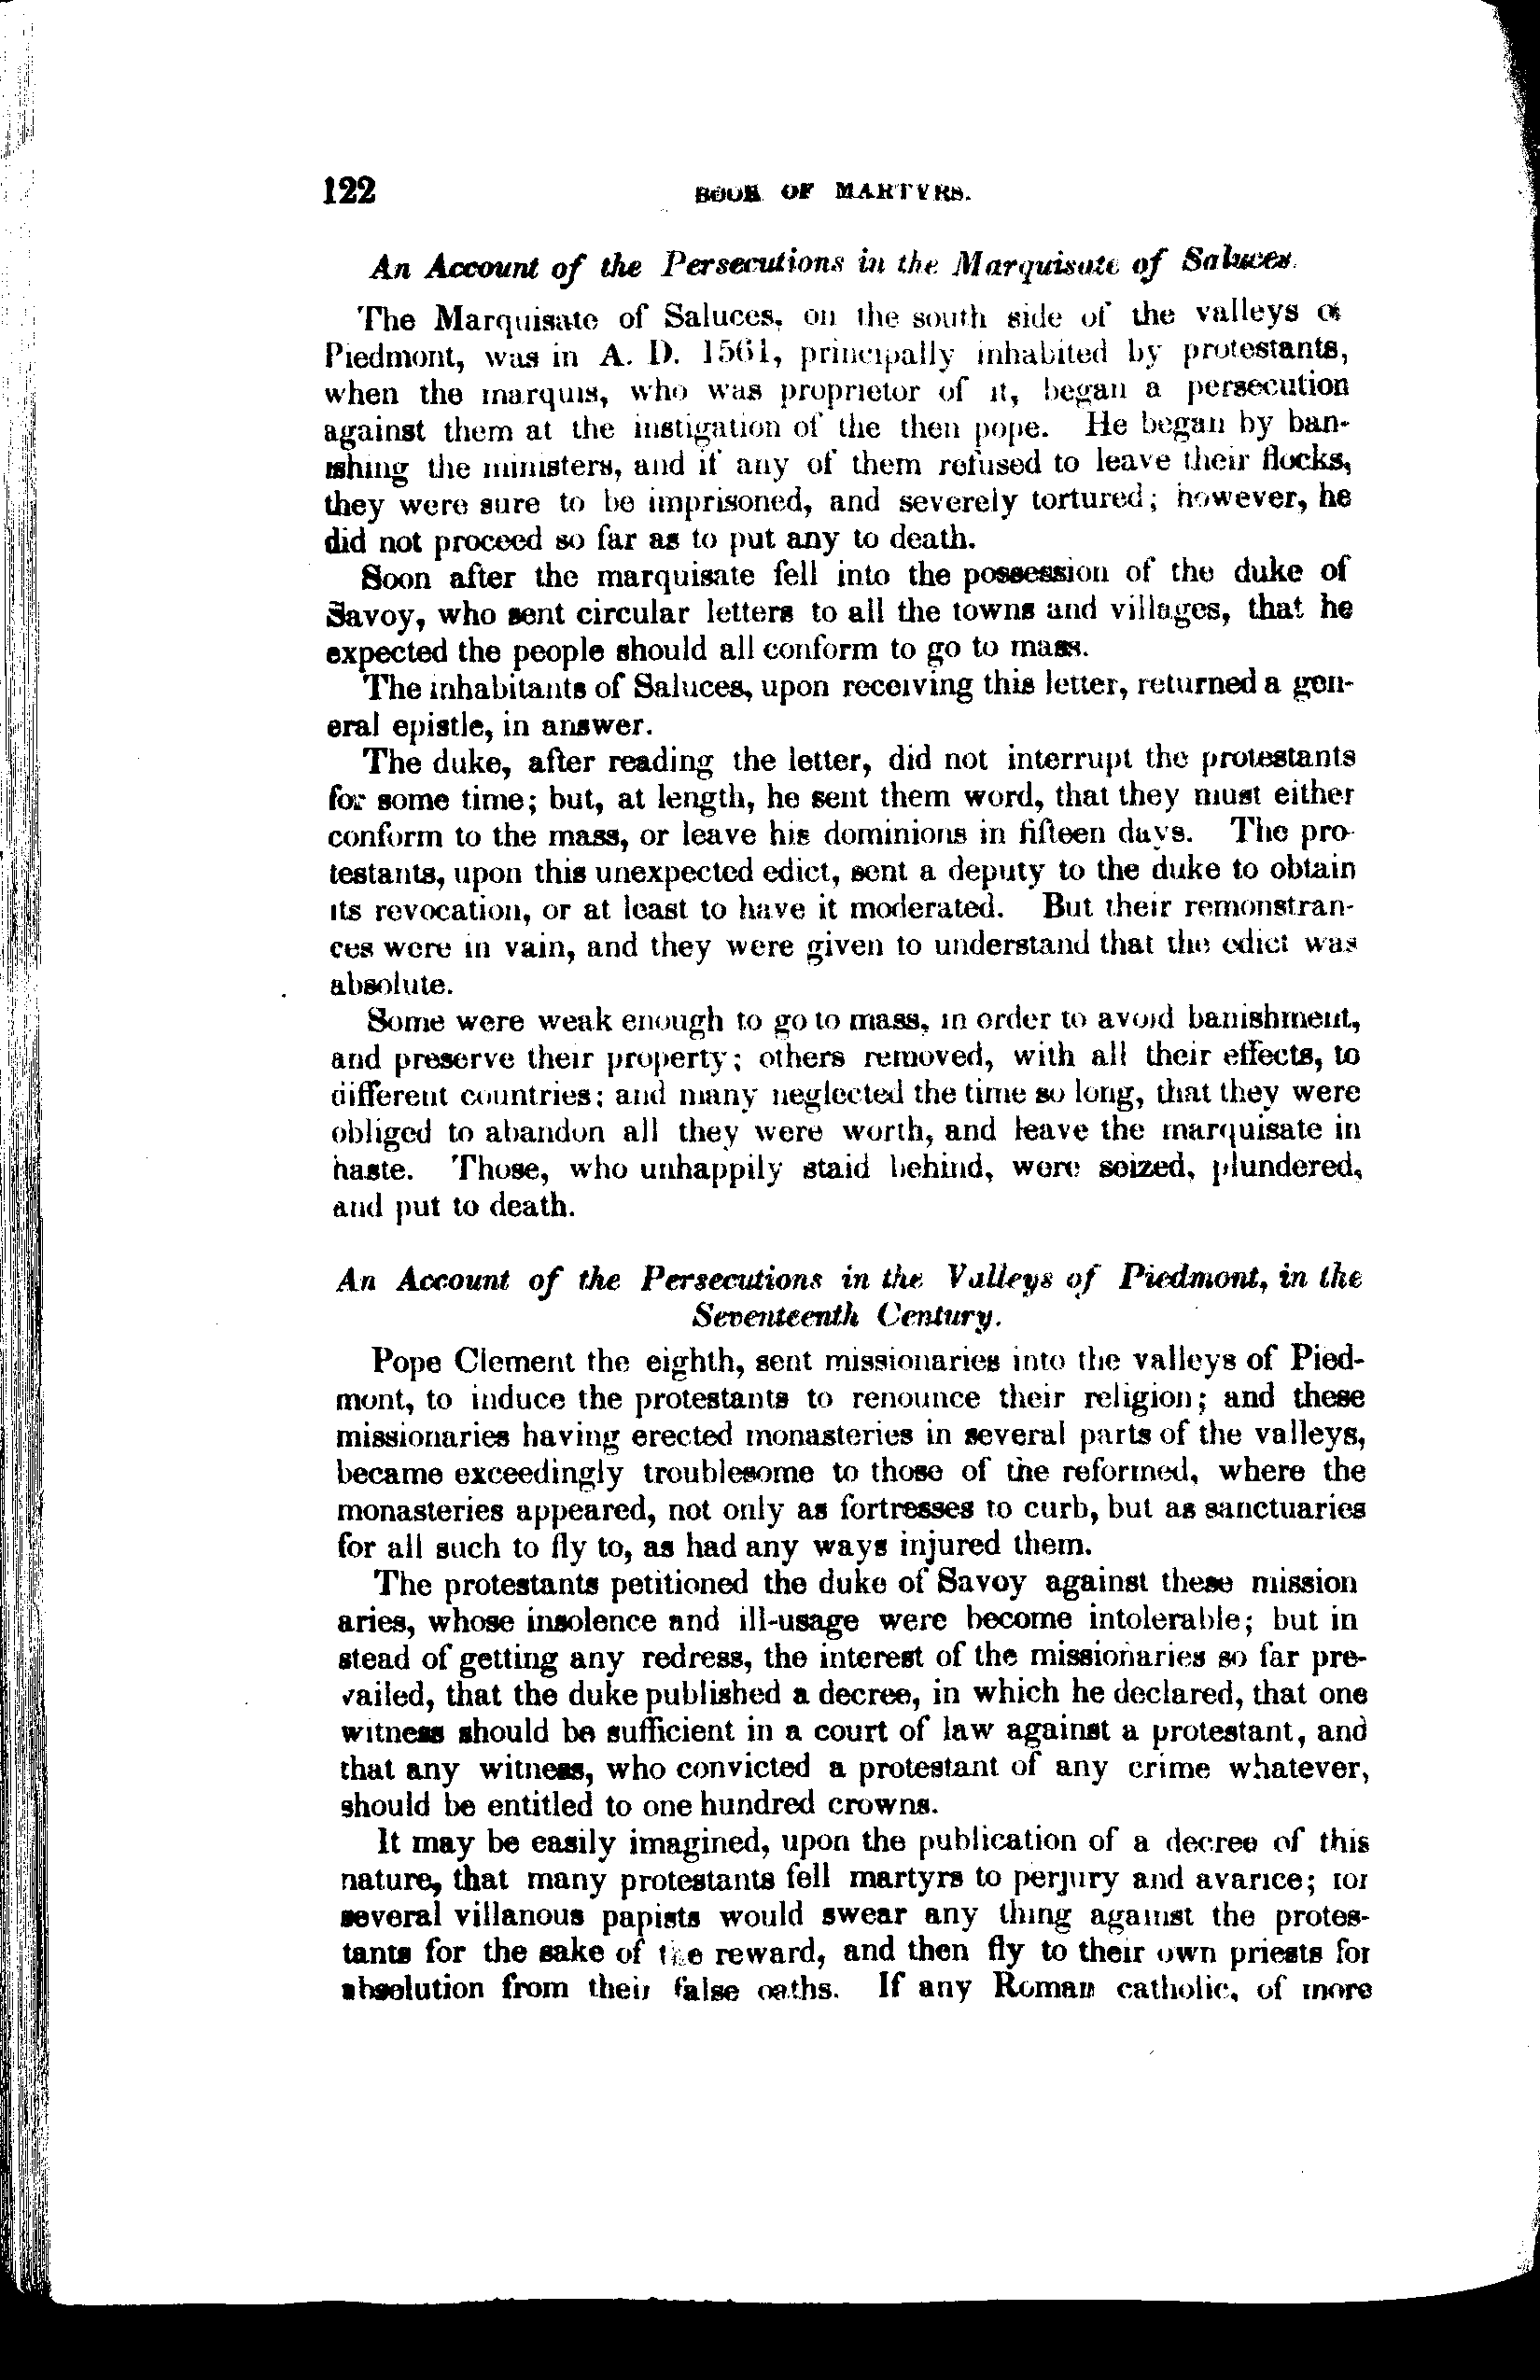 122 BOOK OF MARTYRS.
An Account of the Persecutions in the Marquisate of Saluces.
The Marquisate of Saluces, on the south side of the valleys of
Piedmont, was in A. D. 1561, principally inhabited by protestants,
when the marquis, who was proprietor of it, began a persecution
against them at the instigation of the then pope. He began by ban-
ishing the ministers, and if any of them refused to leave their flocks,
they were sure to be imprisoned, and severely tortured; however, he
did not proceed so far as to put any to death.
Soon after the marquisate fell into the possession of the duke of
Savoy, who sent circular letters to all the towns and villages, that he
expected the people should all conform to go to mass.
The inhabitants of Saluces, upon receiving this letter, returned a gen-
eral epistle, in answer.
The duke, after reading the letter, did not interrupt the protestants
for some time; but, at length, he sent them word, that they must either
conform to the mass, or leave his dominions in fifteen days. The pro-
testants, upon this unexpected edict, sent a deputy to the duke to obtain
its revocation, or at least to have it moderated. But their remonstran-
ces were in vain, and they were given to understand that the edict was
absolute.
Some were weak enough to go to mass, in order to avoid banishment,
and preserve their property; others removed, with all their effects, to
different countries; and many neglected the time so long, that they were
obliged to abandon all they were worth, and leave the marquisate in
haste. Those, who unhappily staid behind, were seized, plundered,
and put to death.
An Account of the Persecutions in the Valleys of Piedmont, in the
Seventeenth Century.
Pope Clement the eighth, sent missionaries into the valleys of Pied-
mont, to induce the protestants to renounce their religion; and these
missionaries having erected monasteries in several parts of the valleys,
became exceedingly troublesome to those of the reformed, where the
monasteries appeared, not only as fortresses to curb, but as sanctuaries
for all such to fly to, as had any ways injured them.
The protestants petitioned the duke of Savoy against these mission
aries, whose insolence and ill-usage were become intolerable; but in
stead of getting any redress, the interest of the missionaries so far pre-
vailed, that the duke published a decree, in which he declared, that one
witness should be sufficient in a court of law against a protestant, and
that any witness, who convicted a protestant of any crime whatever,
should be entitled to one hundred crowns.
It may be easily imagined, upon the publication of a decree of this
nature, that many protestants fell martyrs to perjury and avarice; for
several villanous papists would swear any thing against the protes-
tants for the sake of the reward, and then fly to their own priests for
absolution from their false oaths. If any Roman catholic, of more